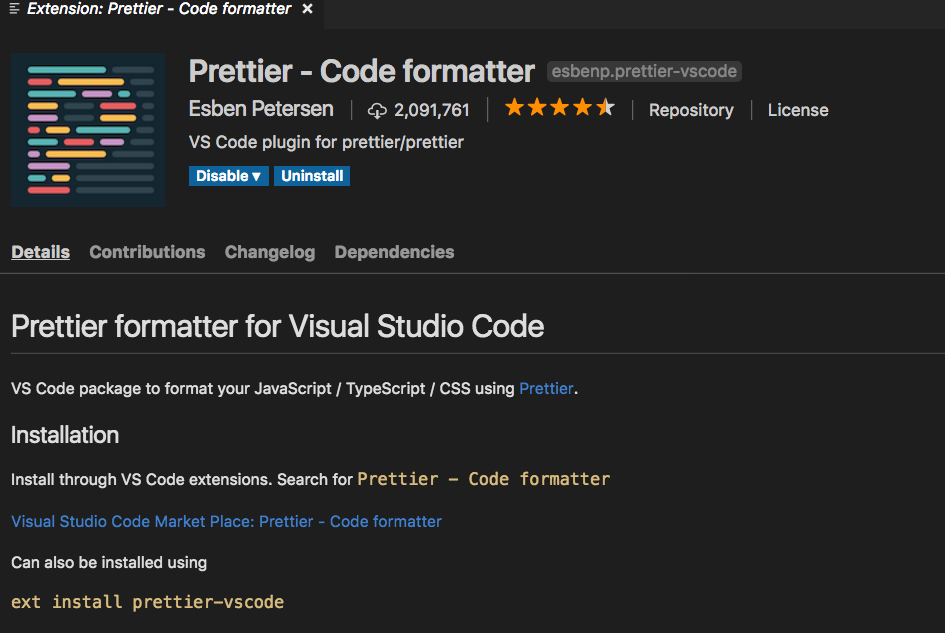 Extension: Prettier - Code formatter ×
Prettier - Code formatter esbenp.prettier-vscode
Esben Petersen | 2,091,761 | Repository | License
VS Code plugin for prettier/prettier
Disable ▾ Uninstall
Details Contributions Changelog Dependencies
Prettier formatter for Visual Studio Code
VS Code package to format your JavaScript / TypeScript / CSS using Prettier.
Installation
Install through VS Code extensions. Search for Prettier - Code formatter
Visual Studio Code Market Place: Prettier - Code formatter
Can also be installed using
ext install prettier-vscode